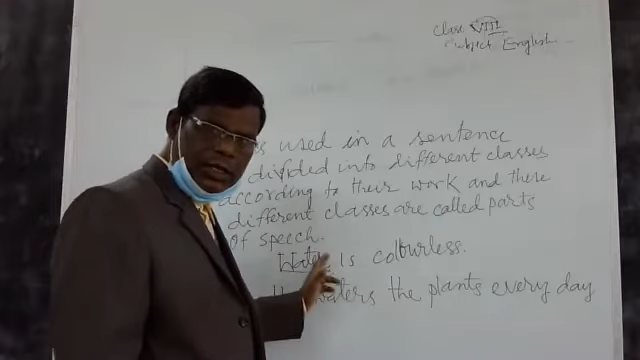 Class VIII
Subject English
used in a sentence
divided into different classes
according to their work and these
different classes are called parts
of speech.
Water is colourless.
waters the plants every day